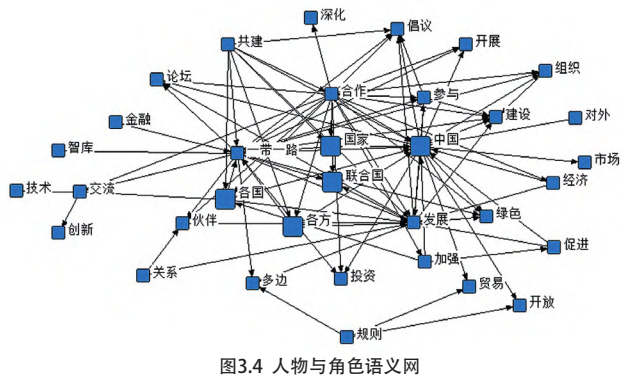 深化
倡议
共建
开展
论坛
组织
合作
参与
金融
建设
对外
智库
一带一路
国家
中国
市场
技术
交流
各国
联合国
经济
创新
伙伴
各方
发展
绿色
关系
多边
投资
加强
促进
贸易
规则
开放
图3.4 人物与角色语义网